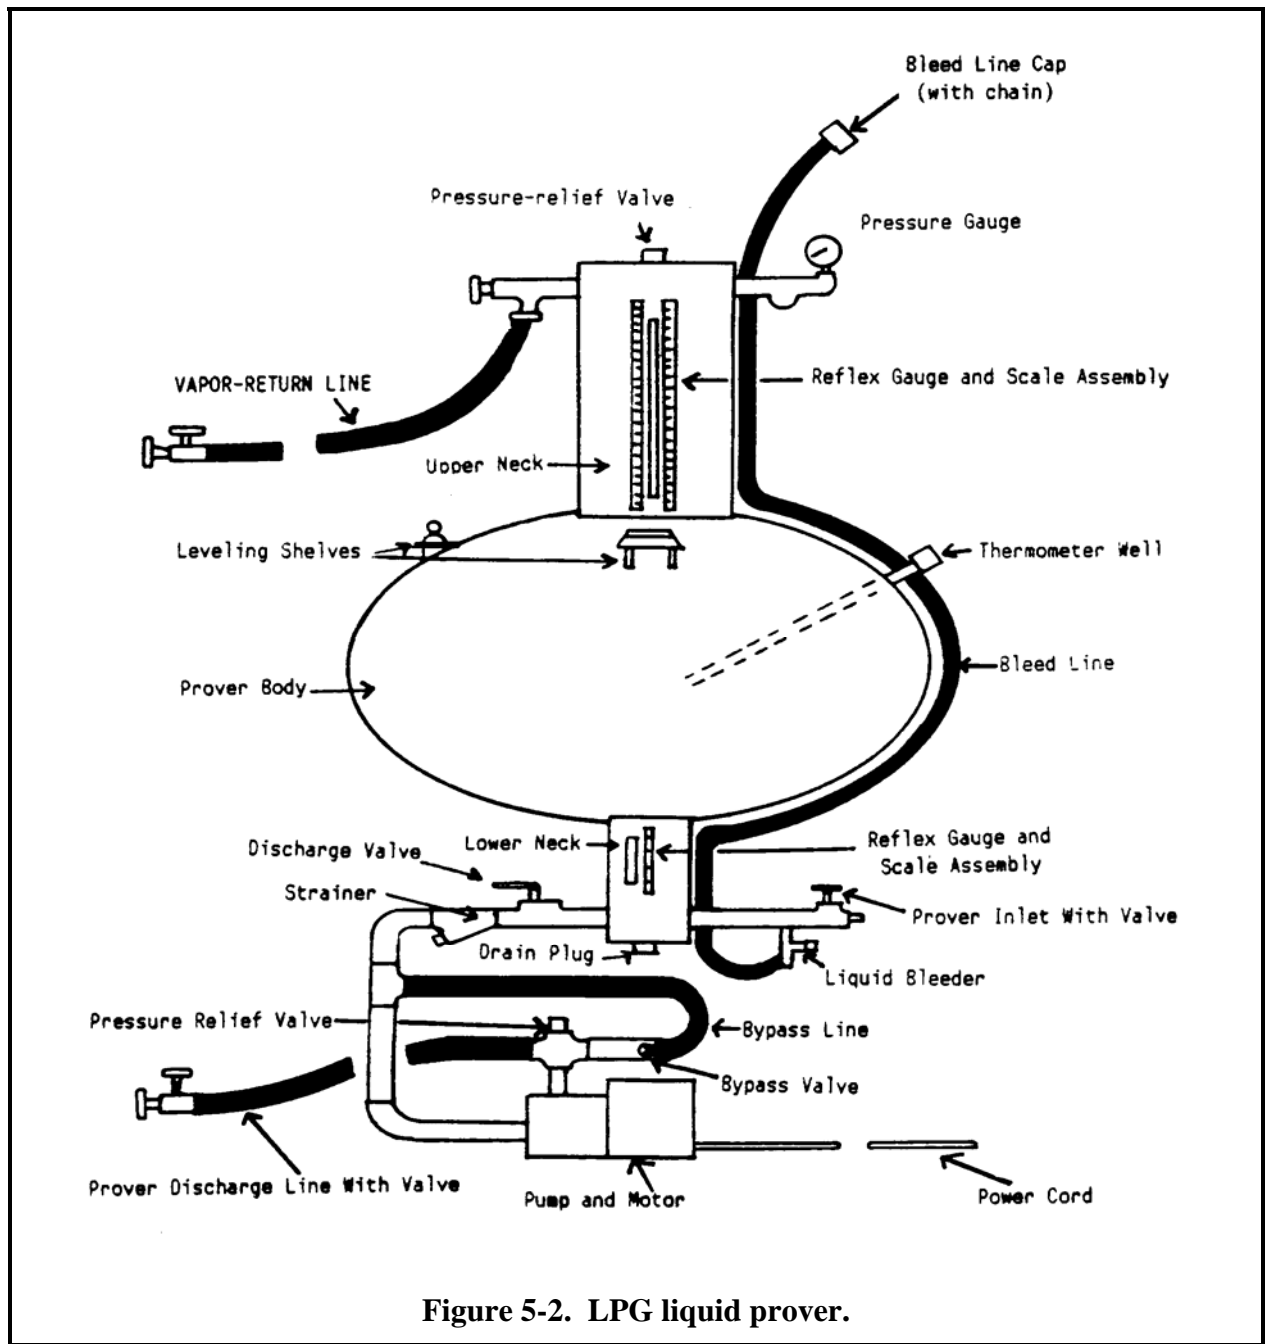 Bleed Line Cap
(with chain)
Pressure-relief Valve
Pressure Gauge
VAPOR-RETURN LINE
Reflex Gauge and Scale Assembly
Upper Neck
Leveling Shelves
Thermometer Well
Bleed Line
Prover Body
Discharge Valve
Lower Neck
Reflex Gauge and
Scale Assembly
Strainer
Prover Inlet With Valve
Drain Plug
Liquid Bleeder
Pressure Relief Valve
Bypass Line
Bypass Valve
Prover Discharge Line With Valve
Pump and Motor
Power Cord
Figure 5-2. LPG liquid prover.